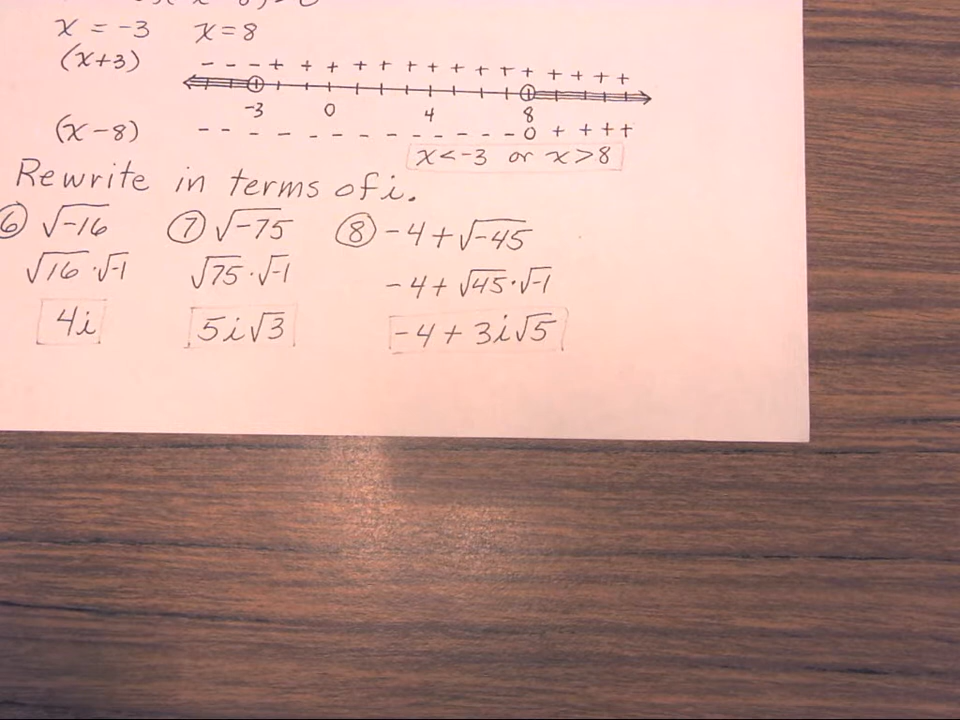 x = -3 x = 8
(x+3) - - - + + + + + + + + + + + + + + +
-3 0 4 8
(x-8) - - - - - - - - - - - - - 0 + + + +
x<-3 or x>8
Rewrite in terms of i.
6 √-16 7 √-75 8 -4+√-45
√16·√-1 √75·√-1 -4+√45·√-1
4i 5i√3 -4+3i√5